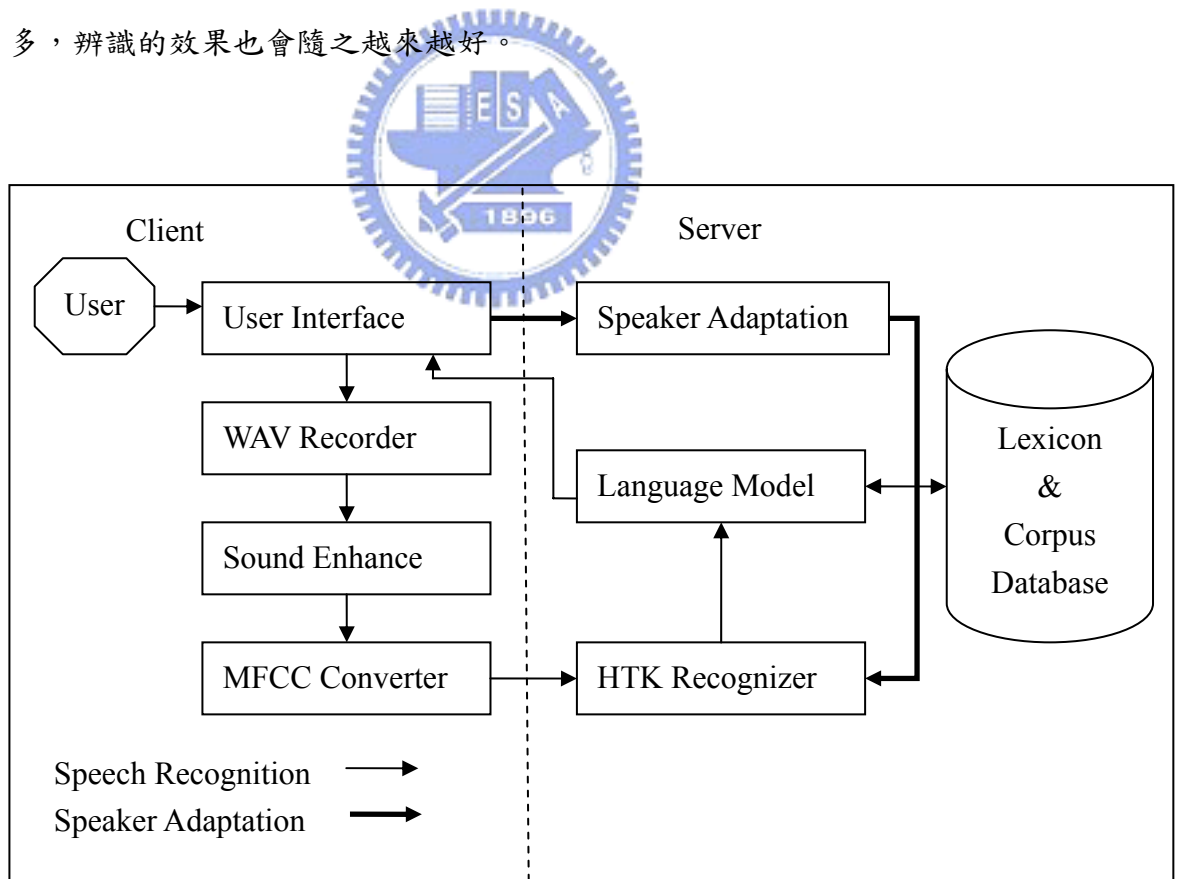 多，辨識的效果也會隨之越來越好。
E S A
1896
Client
Server
User
User Interface
Speaker Adaptation
WAV Recorder
Language Model
Lexicon
&
Corpus
Database
Sound Enhance
MFCC Converter
HTK Recognizer
Speech Recognition
Speaker Adaptation